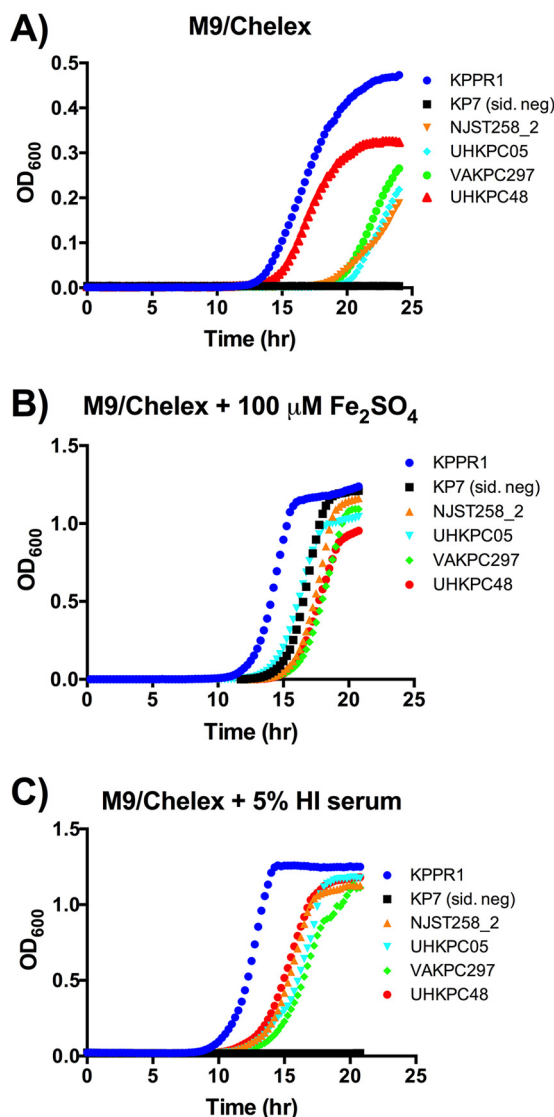 A)
M9/Chelex
OD600
0.5
0.4
0.3
0.2
0.1
0.0
0 5 10 15 20 25
Time (hr)
KPPR1
KP7 (sid. neg)
NJST258_2
UHKPC05
VAKPC297
UHKPC48
B)
M9/Chelex + 100 μM Fe2SO4
OD600
1.5
1.0
0.5
0.0
0 5 10 15 20 25
Time (hr)
KPPR1
KP7 (sid. neg)
NJST258_2
UHKPC05
VAKPC297
UHKPC48
C)
M9/Chelex + 5% HI serum
OD600
1.5
1.0
0.5
0.0
0 5 10 15 20 25
Time (hr)
KPPR1
KP7 (sid. neg)
NJST258_2
UHKPC05
VAKPC297
UHKPC48